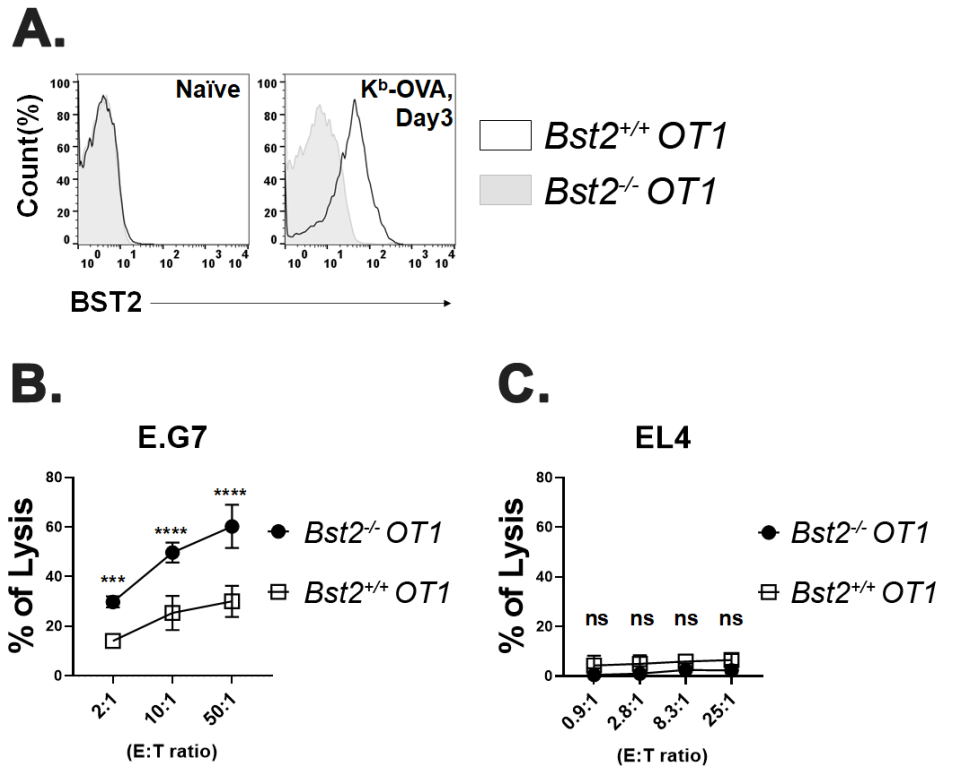 A.
Naïve
Kᵇ-OVA,
Day3
Count(%)
100
80
60
40
20
0
10⁰ 10¹ 10² 10³ 10⁴
100
80
60
40
20
0
10⁰ 10¹ 10² 10³ 10⁴
BST2
Bst2⁺/⁺ OT1
Bst2⁻/⁻ OT1
B.
E.G7
% of Lysis
80
60
40
20
0
***
****
****
2:1 10:1 50:1
(E:T ratio)
Bst2⁻/⁻ OT1
Bst2⁺/⁺ OT1
C.
EL4
% of Lysis
80
60
40
20
0
ns ns ns ns
0.9:1 2.8:1 8.3:1 25:1
(E:T ratio)
Bst2⁻/⁻ OT1
Bst2⁺/⁺ OT1